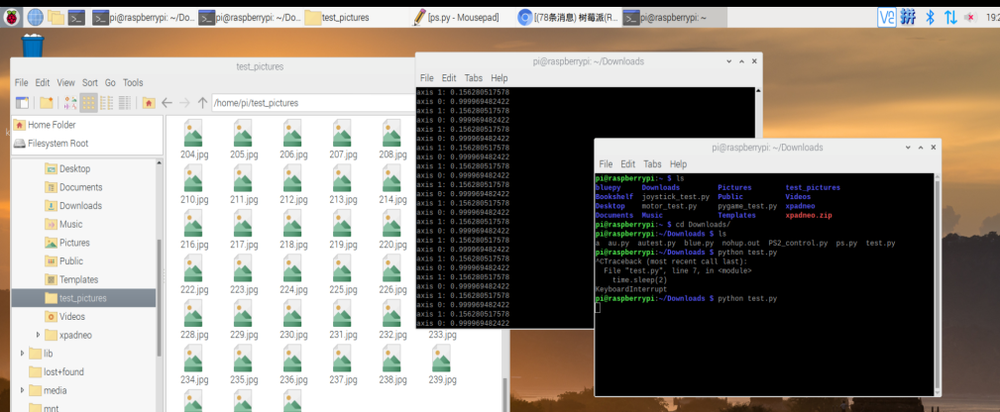 pi@raspberrypi: ~/Do...
pi@raspberrypi: ~/Do...
test_pictures
[ps.py - Mousepad]
[(78条消息) 树莓派(R...
pi@raspberrypi: ~
V2
拼
19:2
test_pictures
File Edit View Sort Go Tools
/home/pi/test_pictures
Home Folder
Filesystem Root
Desktop
Documents
Downloads
Music
Pictures
Public
Templates
test_pictures
Videos
xpadneo
lib
lost+found
media
mnt
204.jpg 205.jpg 206.jpg 207.jpg 208.jpg
210.jpg 211.jpg 212.jpg 213.jpg 214.jpg
216.jpg 217.jpg 218.jpg 219.jpg 220.jpg
222.jpg 223.jpg 224.jpg 225.jpg 226.jpg
228.jpg 229.jpg 230.jpg 231.jpg 232.jpg 233.jpg
234.jpg 235.jpg 236.jpg 237.jpg 238.jpg 239.jpg
pi@raspberrypi: ~/Downloads
File Edit Tabs Help
axis 1: 0.156280517578
axis 0: 0.999969482422
axis 1: 0.156280517578
axis 0: 0.999969482422
axis 1: 0.156280517578
axis 0: 0.999969482422
axis 1: 0.156280517578
axis 0: 0.999969482422
axis 1: 0.156280517578
axis 0: 0.999969482422
axis 1: 0.156280517578
axis 0: 0.999969482422
axis 1: 0.156280517578
axis 0: 0.999969482422
axis 1: 0.156280517578
axis 0: 0.999969482422
axis 1: 0.156280517578
axis 0: 0.999969482422
axis 1: 0.156280517578
axis 0: 0.999969482422
axis 1: 0.156280517578
axis 0: 0.999969482422
axis 1: 0.156280517578
axis 0: 0.999969482422
axis 1: 0.156280517578
axis 0: 0.999969482422
pi@raspberrypi: ~/Downloads
File Edit Tabs Help
pi@raspberrypi:~ $ ls
bluepy Downloads Pictures test_pictures
Bookshelf joystick_test.py Public Videos
Desktop motor_test.py pygame_test.py xpadneo
Documents Music Templates xpadneo.zip
pi@raspberrypi:~ $ cd Downloads/
pi@raspberrypi:~/Downloads $ ls
a au.py autest.py blue.py nohup.out PS2_control.py ps.py test.py
pi@raspberrypi:~/Downloads $ python test.py
^CTraceback (most recent call last):
File "test.py", line 7, in <module>
time.sleep(2)
KeyboardInterrupt
pi@raspberrypi:~/Downloads $ python test.py